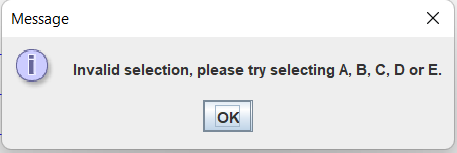 Message
Invalid selection, please try selecting A, B, C, D or E.
OK